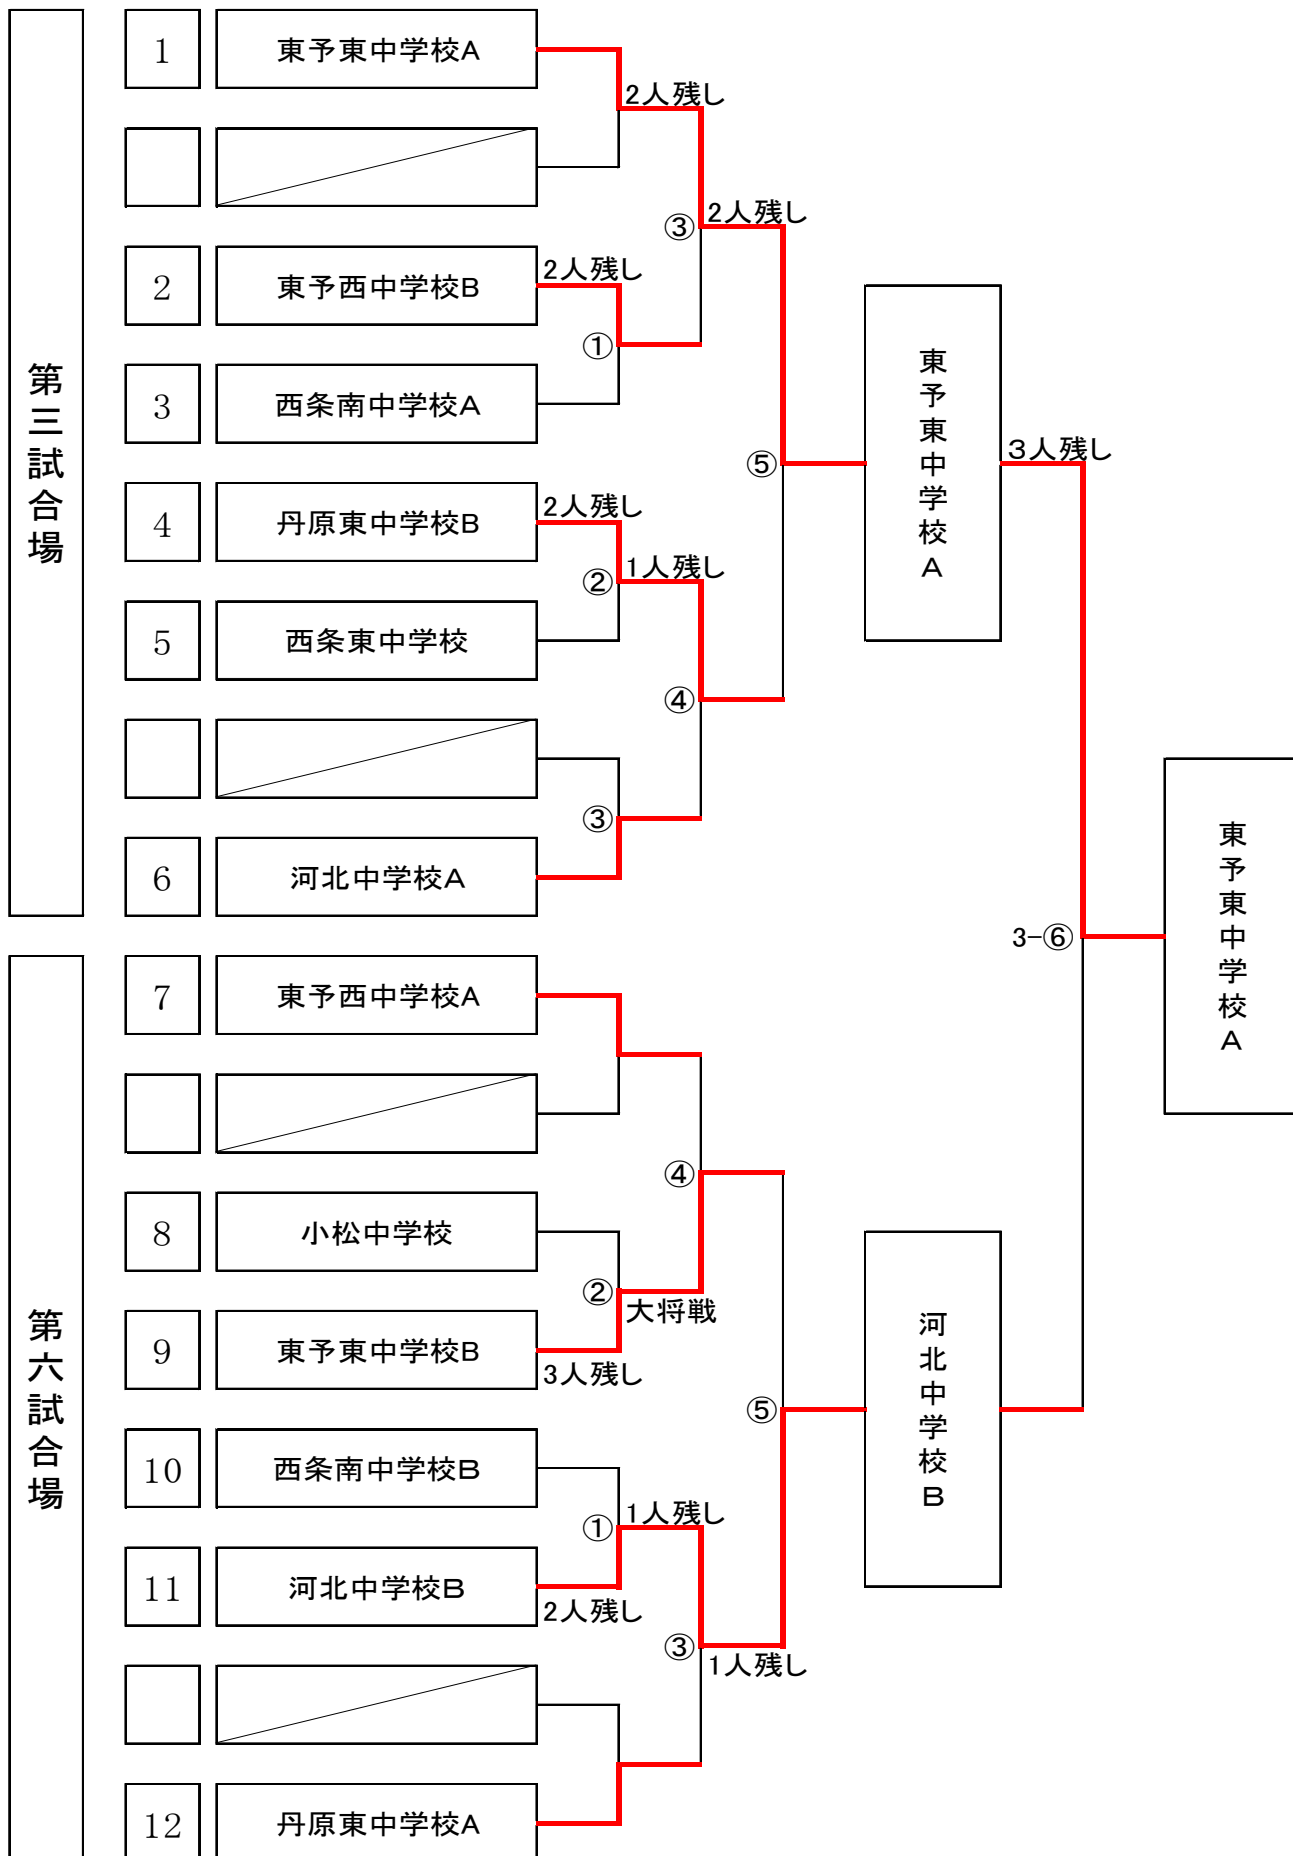 第三試合場
1
東予東中学校A
2人残し
③
2人残し
2
東予西中学校B
2人残し
①
3
西条南中学校A
東予東中学校A
⑤
3人残し
4
丹原東中学校B
2人残し
②
1人残し
5
西条東中学校
④
③
6
河北中学校A
3-⑥
東予東中学校A
第六試合場
7
東予西中学校A
④
8
小松中学校
②
大将戦
9
東予東中学校B
3人残し
⑤
河北中学校B
10
西条南中学校B
①
1人残し
11
河北中学校B
2人残し
③
1人残し
12
丹原東中学校A